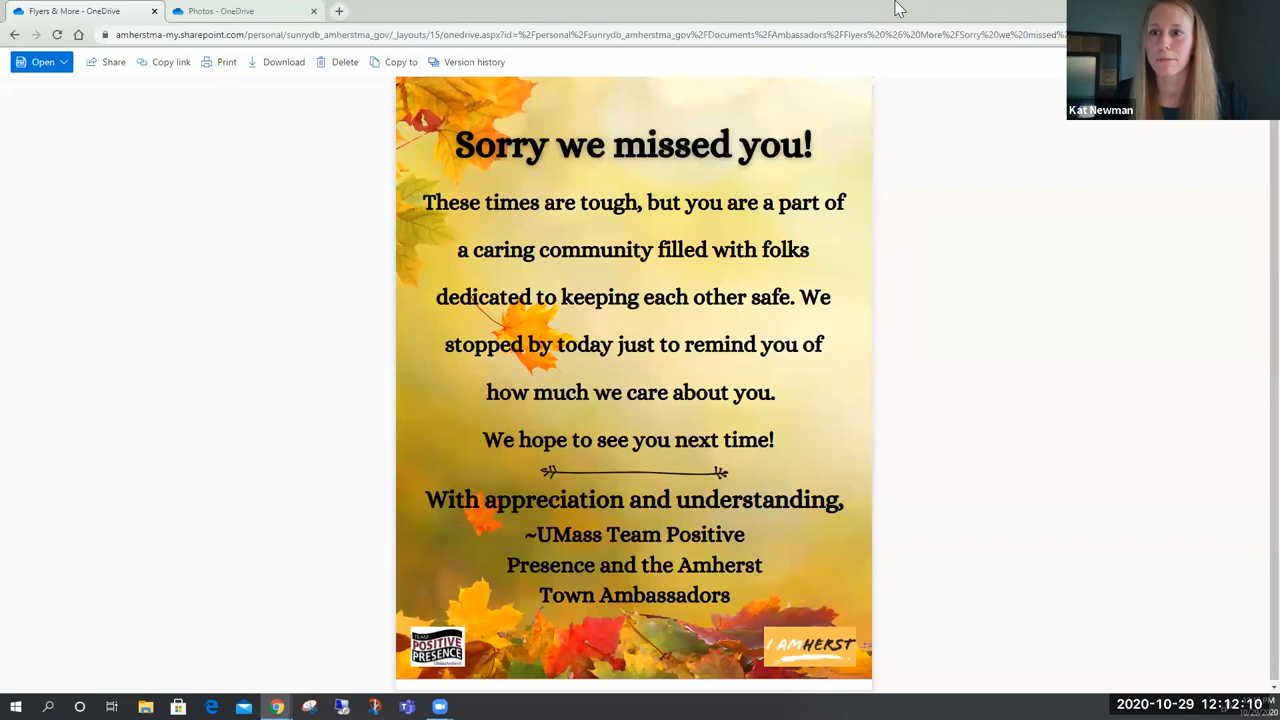 Flyers & More - OneDrive
Photos - OneDrive
amherstma-my.sharepoint.com/personal/sunrydb_amherstma_gov/_layouts/15/onedrive.aspx?id=%2Fpersonal%2Fsunrydb_amherstma_gov%2FDocuments%2FAmbassadors%2FFlyers%20%26%20More%2FSorry%20we%20missed%
Open
Share
Copy link
Print
Download
Delete
Copy to
Version history
Kat Newman
Sorry we missed you!
These times are tough, but you are a part of
a caring community filled with folks
dedicated to keeping each other safe. We
stopped by today just to remind you of
how much we care about you.
We hope to see you next time!
With appreciation and understanding,
~UMass Team Positive
Presence and the Amherst
Town Ambassadors
TEAM
POSITIVE
PRESENCE
I AMHERST
2020-10-29 12:12:10